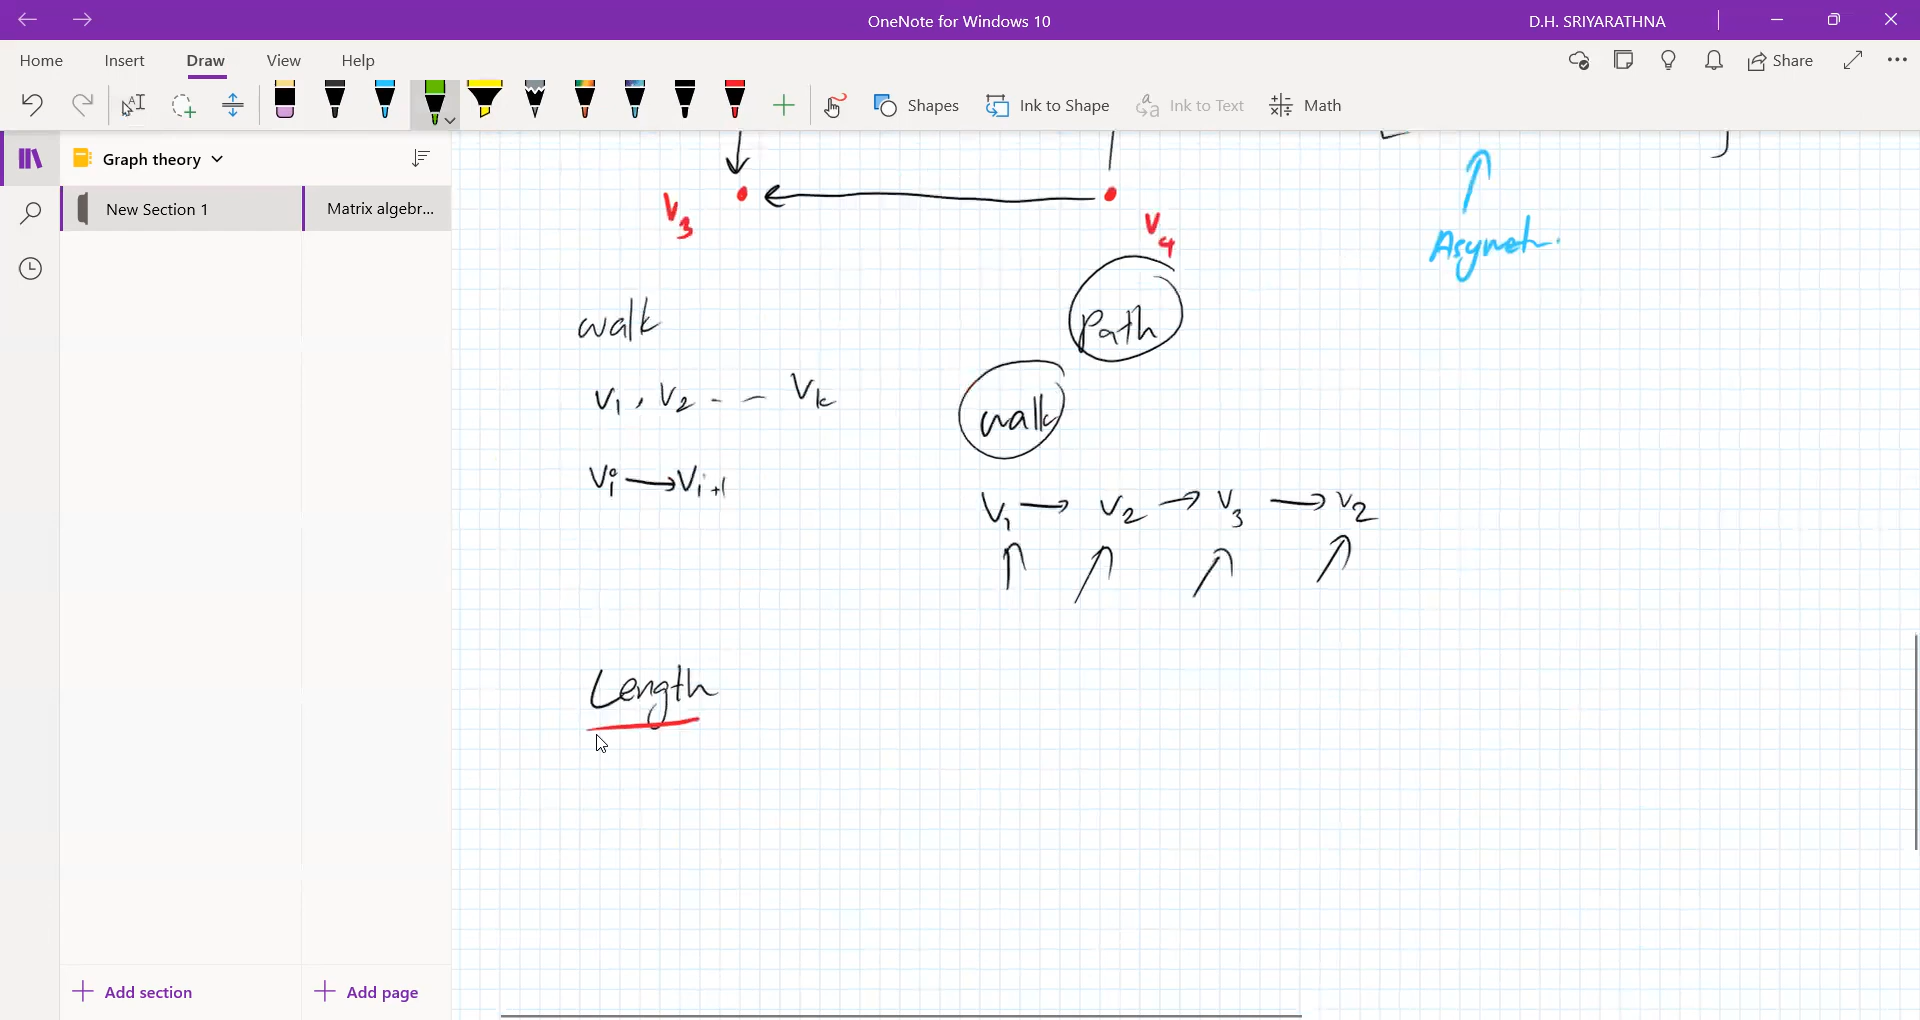 OneNote for Windows 10
D.H. SRIYARATHNA
Home Insert Draw View Help
Share
Shapes Ink to Shape Ink to Text Math
Graph theory
New Section 1
Matrix algebr...
V3
V4
Asymet.
walk
Path
V1, V2 - - Vk
walk
Vi → Vi+1
V1 → V2 → V3 → V2
Length
Add section
Add page